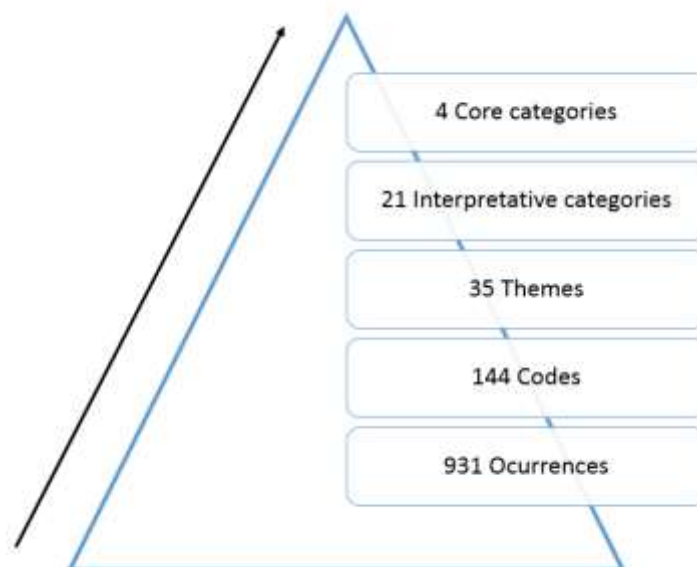 4 Core categories
21 Interpretative categories
35 Themes
144 Codes
931 Ocurrences